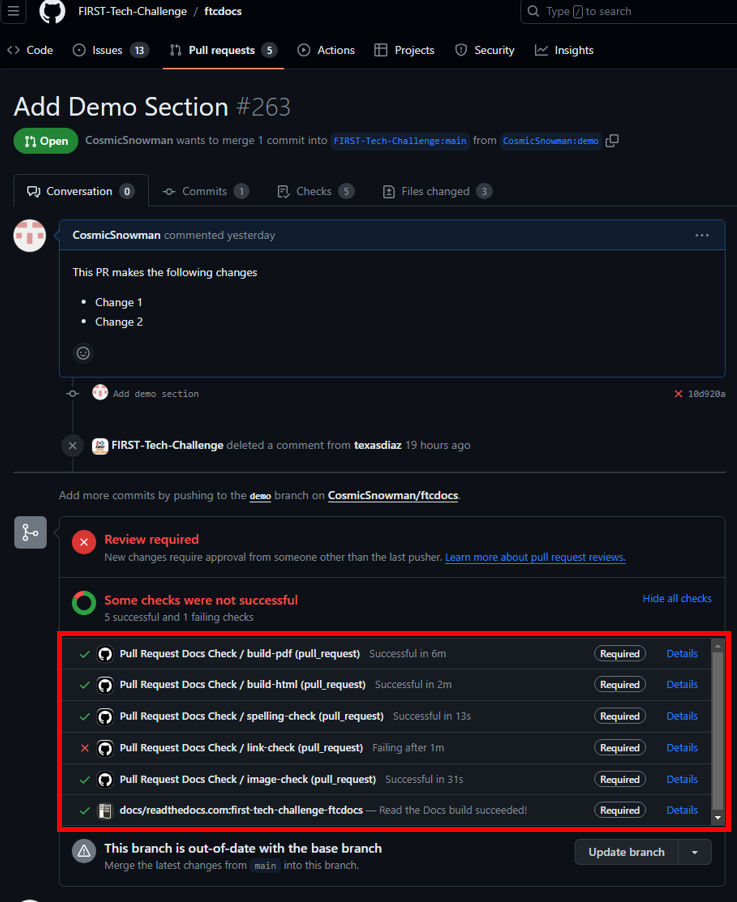 FIRST-Tech-Challenge / ftcdocs
Type / to search
Code Issues 13 Pull requests 5 Actions Projects Security Insights
Add Demo Section #263
Open CosmicSnowman wants to merge 1 commit into FIRST-Tech-Challenge:main from CosmicSnowman:demo
Conversation 0 Commits 1 Checks 5 Files changed 3
CosmicSnowman commented yesterday
This PR makes the following changes
• Change 1
• Change 2
Add demo section 10d920a
FIRST-Tech-Challenge deleted a comment from texasdiaz 19 hours ago
Add more commits by pushing to the demo branch on CosmicSnowman/ftcdocs.
Review required
New changes require approval from someone other than the last pusher. Learn more about pull request reviews.
Some checks were not successful Hide all checks
5 successful and 1 failing checks
Pull Request Docs Check / build-pdf (pull_request) Successful in 6m Required Details
Pull Request Docs Check / build-html (pull_request) Successful in 2m Required Details
Pull Request Docs Check / spelling-check (pull_request) Successful in 13s Required Details
Pull Request Docs Check / link-check (pull_request) Failing after 1m Required Details
Pull Request Docs Check / image-check (pull_request) Successful in 31s Required Details
docs/readthedocs.com:first-tech-challenge-ftcdocs — Read the Docs build succeeded! Required Details
This branch is out-of-date with the base branch Update branch
Merge the latest changes from main into this branch.